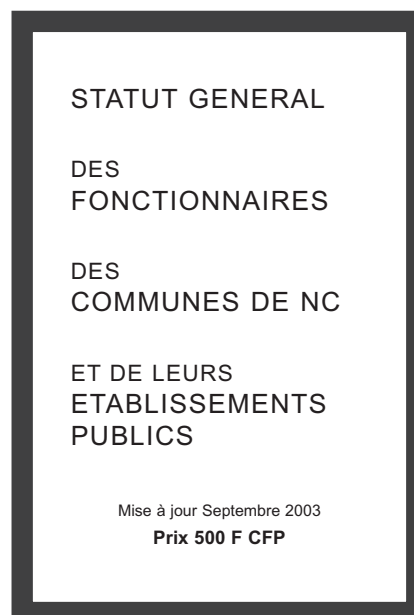 STATUT GENERAL
DES
FONCTIONNAIRES
DES
COMMUNES DE NC
ET DE LEURS
ETABLISSEMENTS
PUBLICS
Mise à jour Septembre 2003
Prix 500 F CFP